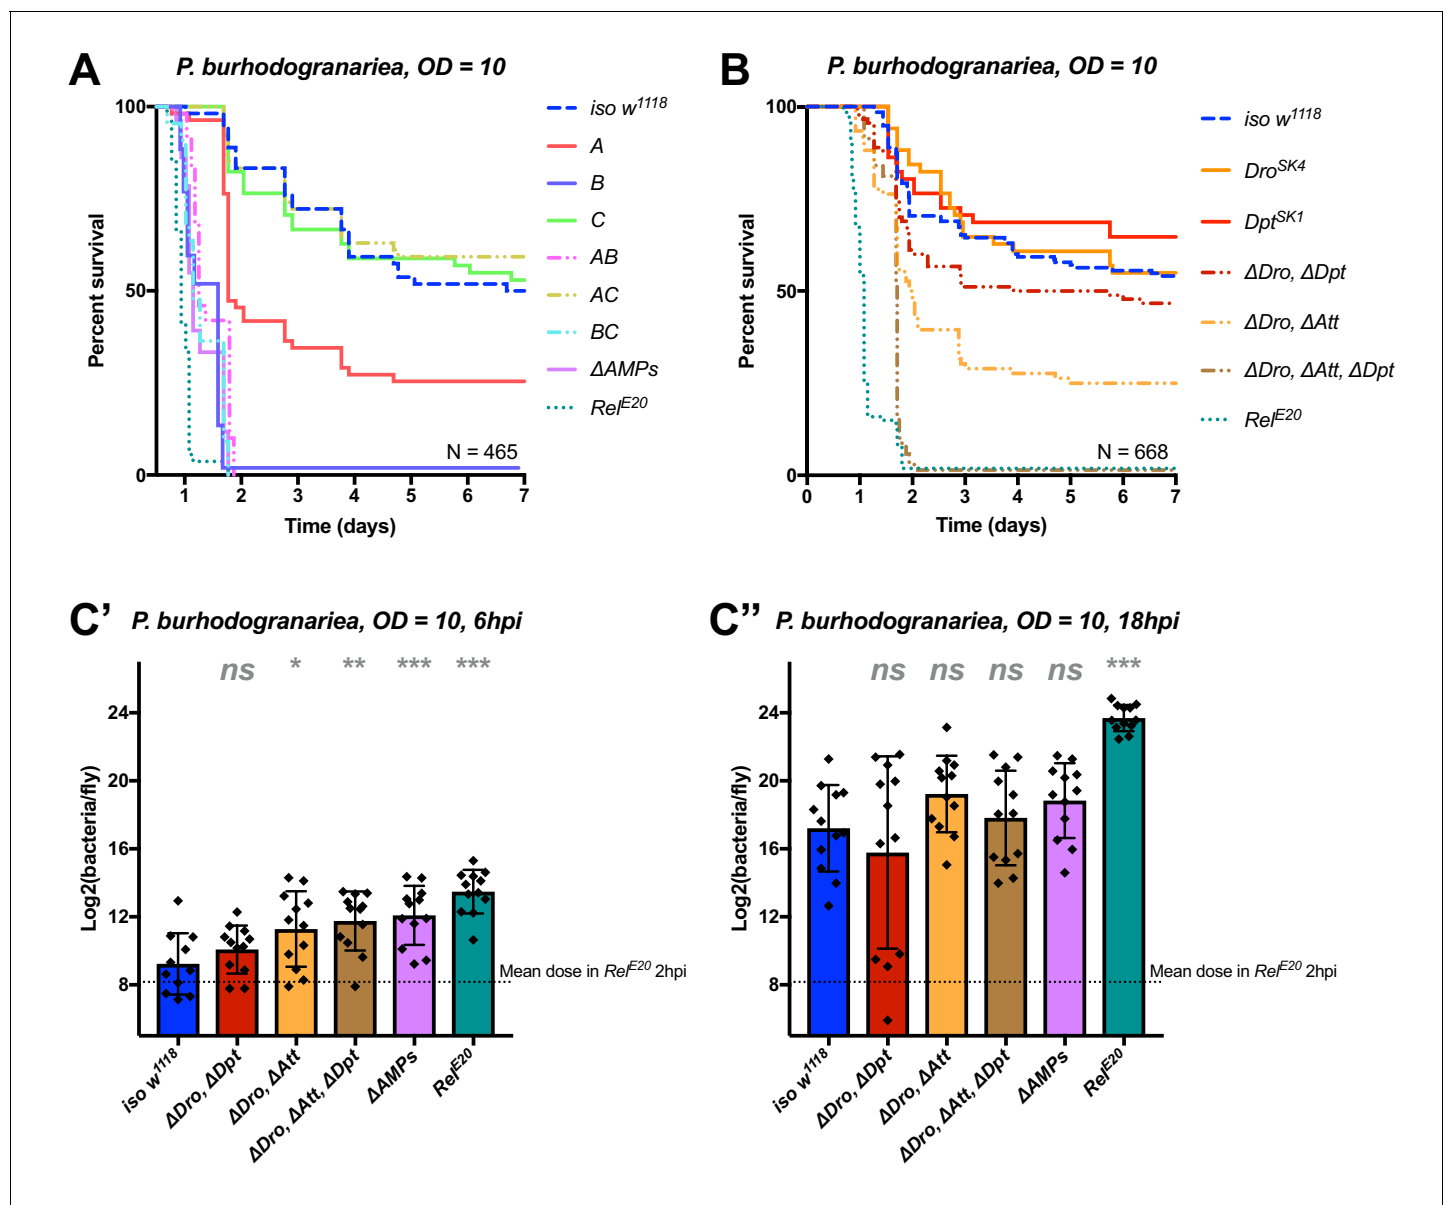 A
P. burhodogranariea, OD = 10
Percent survival
100
50
0
1 2 3 4 5 6 7
Time (days)
N = 465
iso w1118
A
B
C
AB
AC
BC
ΔAMPs
RelE20
B
P. burhodogranariea, OD = 10
Percent survival
100
50
0
0 1 2 3 4 5 6 7
Time (days)
N = 668
iso w1118
DroSK4
DptSK1
ΔDro, ΔDpt
ΔDro, ΔAtt
ΔDro, ΔAtt, ΔDpt
RelE20
C’
P. burhodogranariea, OD = 10, 6hpi
ns * ** *** ***
Log2(bacteria/fly)
24
20
16
12
8
Mean dose in RelE20 2hpi
iso w1118
ΔDro, ΔDpt
ΔDro, ΔAtt
ΔDro, ΔAtt, ΔDpt
ΔAMPs
RelE20
C’’
P. burhodogranariea, OD = 10, 18hpi
ns ns ns ns ***
Log2(bacteria/fly)
24
20
16
12
8
Mean dose in RelE20 2hpi
iso w1118
ΔDro, ΔDpt
ΔDro, ΔAtt
ΔDro, ΔAtt, ΔDpt
ΔAMPs
RelE20